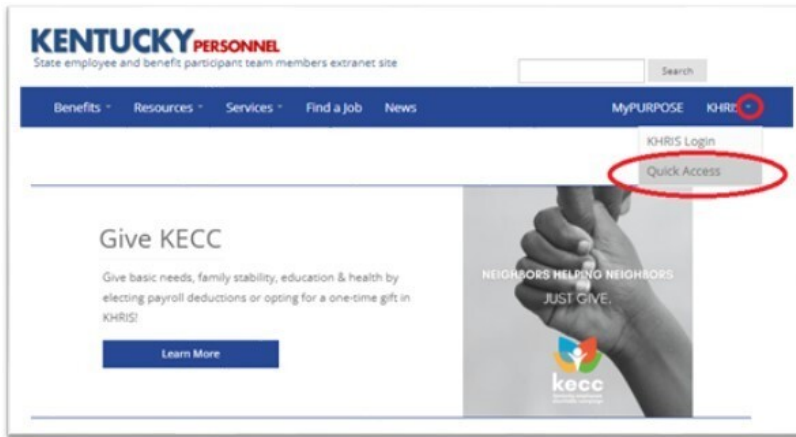 KENTUCKY PERSONNEL
State employee and benefit participant team members extranet site
Search
Benefits Resources Services Find a Job News MyPURPOSE KHRIS
KHRIS Login
Quick Access
Give KECC
Give basic needs, family stability, education & health by
electing payroll deductions or opting for a one-time gift in
KHRIS!
Learn More
NEIGHBORS HELPING NEIGHBORS
JUST GIVE.
kecc